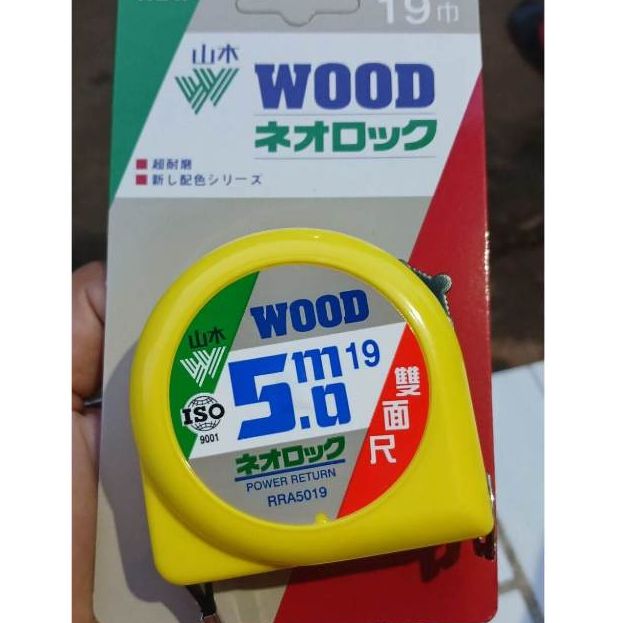 19巾
山木
WOOD
ネオロック
■超耐磨
■新し配色シリーズ
WOOD
山木
5.0m 19
ISO
9001
雙面尺
ネオロック
POWER RETURN
RRA5019